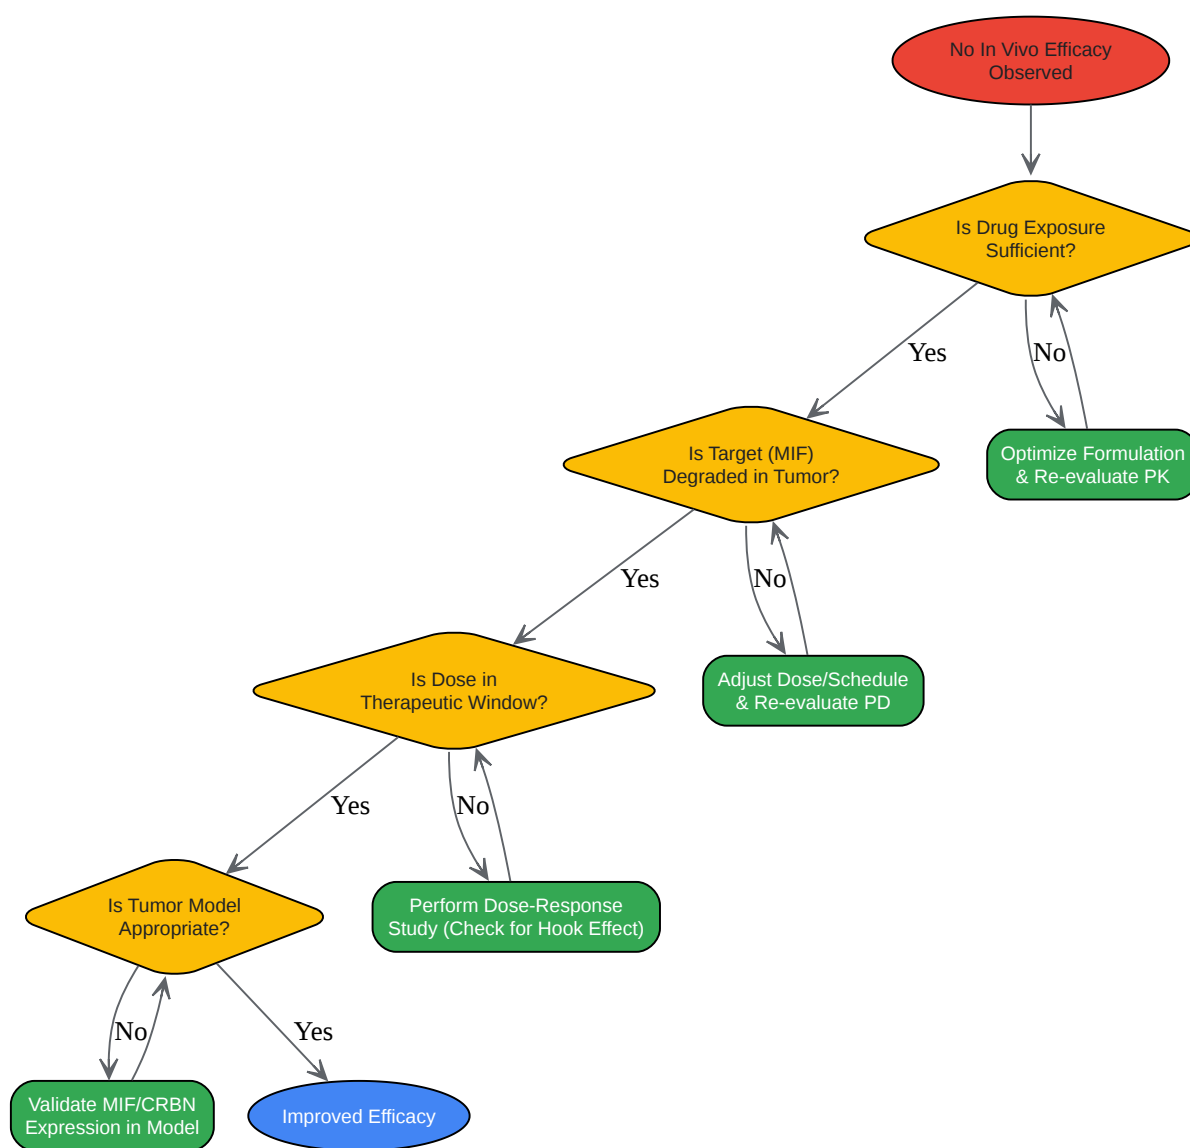 No In Vivo Efficacy
Observed
Is Drug Exposure
Sufficient?
Yes
No
Optimize Formulation
& Re-evaluate PK
Is Target (MIF)
Degraded in Tumor?
Yes
No
Adjust Dose/Schedule
& Re-evaluate PD
Is Dose in
Therapeutic Window?
Yes
No
Perform Dose-Response
Study (Check for Hook Effect)
Is Tumor Model
Appropriate?
No
Yes
Validate MIF/CRBN
Expression in Model
Improved Efficacy